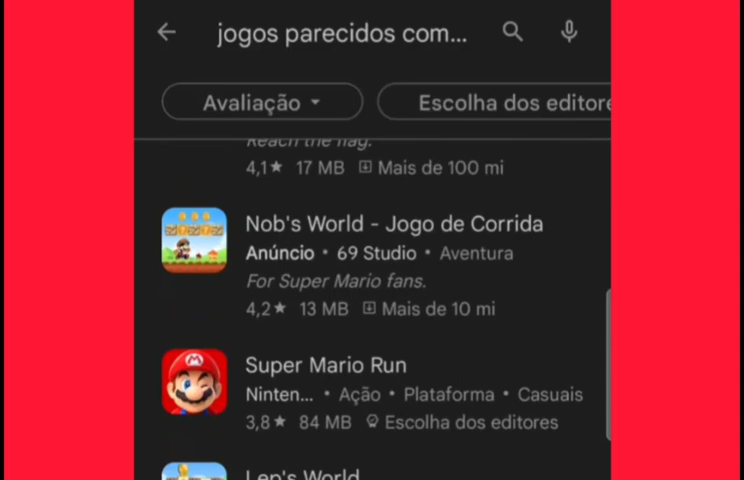 jogos parecidos com...
Avaliação
Escolha dos editore
Reach the flag.
4,1★ 17 MB Mais de 100 mi
Nob's World - Jogo de Corrida
Anúncio • 69 Studio • Aventura
For Super Mario fans.
4,2★ 13 MB Mais de 10 mi
Super Mario Run
Ninten... • Ação • Plataforma • Casuais
3,8★ 84 MB Escolha dos editores
Lep's World